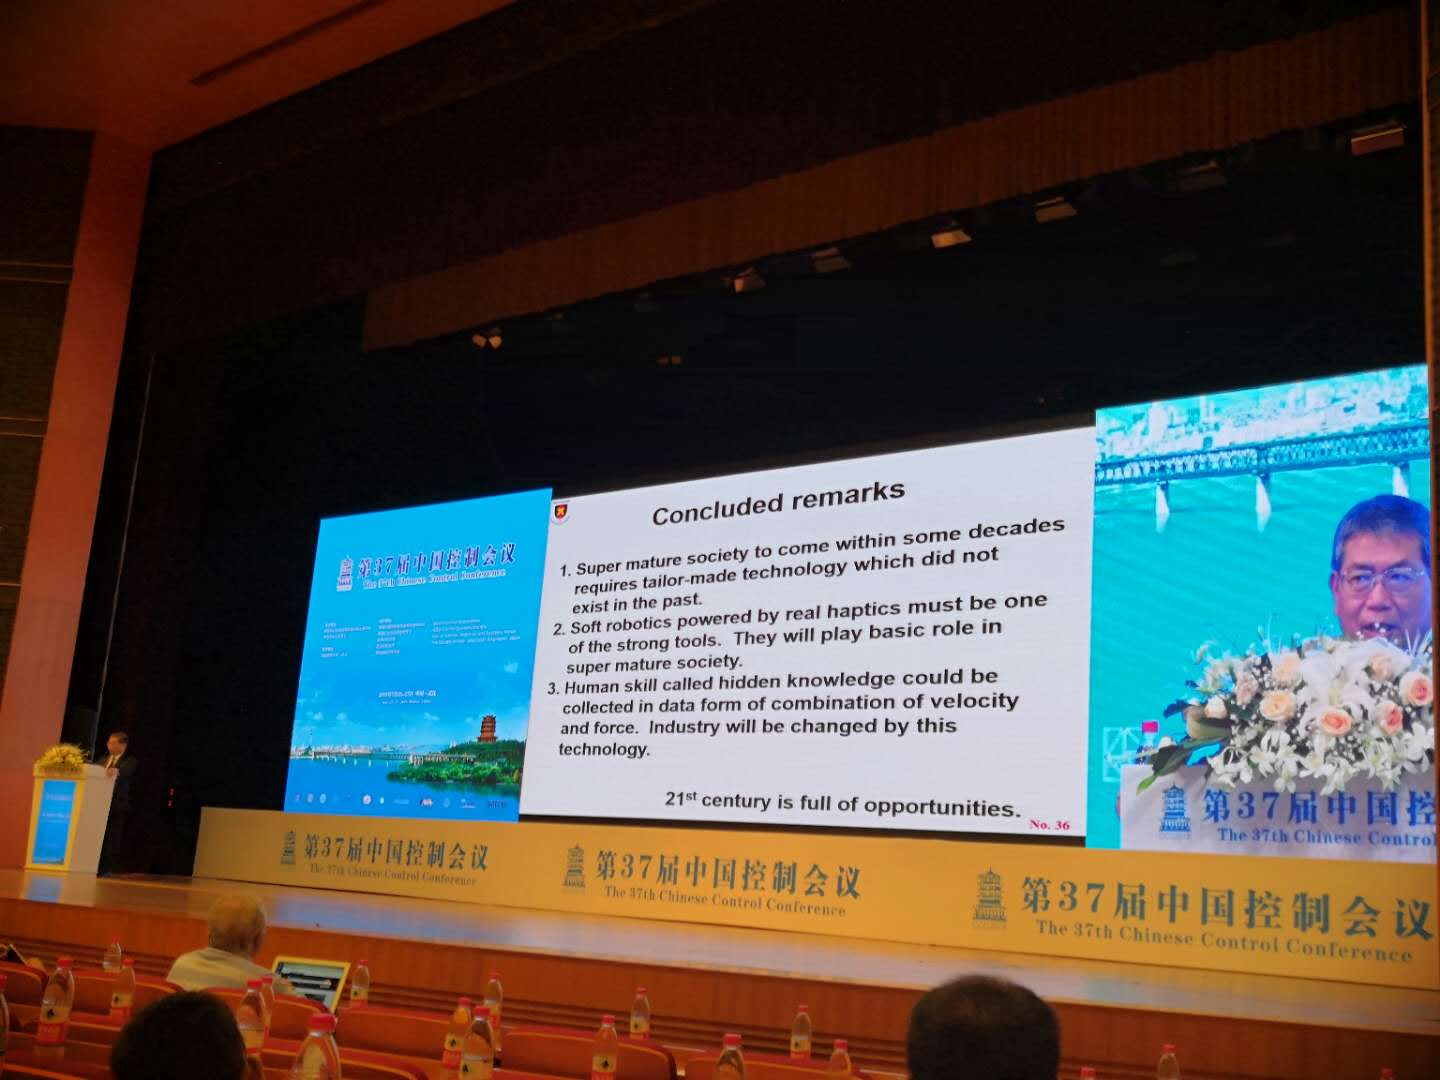 第37届中国控制会议
The 37th Chinese Control Conference
Concluded remarks
1. Super mature society to come within some decades
requires tailor-made technology which did not
exist in the past.
2. Soft robotics powered by real haptics must be one
of the strong tools. They will play basic role in
super mature society.
3. Human skill called hidden knowledge could be
collected in data form of combination of velocity
and force. Industry will be changed by this
technology.
21st century is full of opportunities.
No. 36
第37届中国控
The 37th Chinese Contro
第37届中国控制会议
The 37th Chinese Control Conference
第37届中国控制会议
The 37th Chinese Control Conference
第37届中国控制会议
The 37th Chinese Control Conference